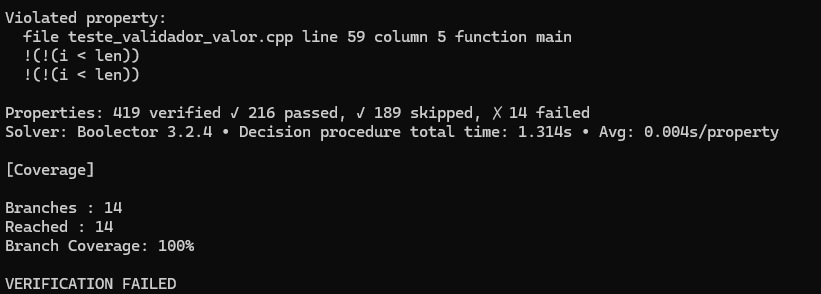 Violated property:
  file teste_validador_valor.cpp line 59 column 5 function main
  !(!(i < len))
  !(!(i < len))

Properties: 419 verified ✓ 216 passed, ✓ 189 skipped, ✗ 14 failed
Solver: Boolector 3.2.4 • Decision procedure total time: 1.314s • Avg: 0.004s/property

[Coverage]

Branches : 14
Reached : 14
Branch Coverage: 100%

VERIFICATION FAILED